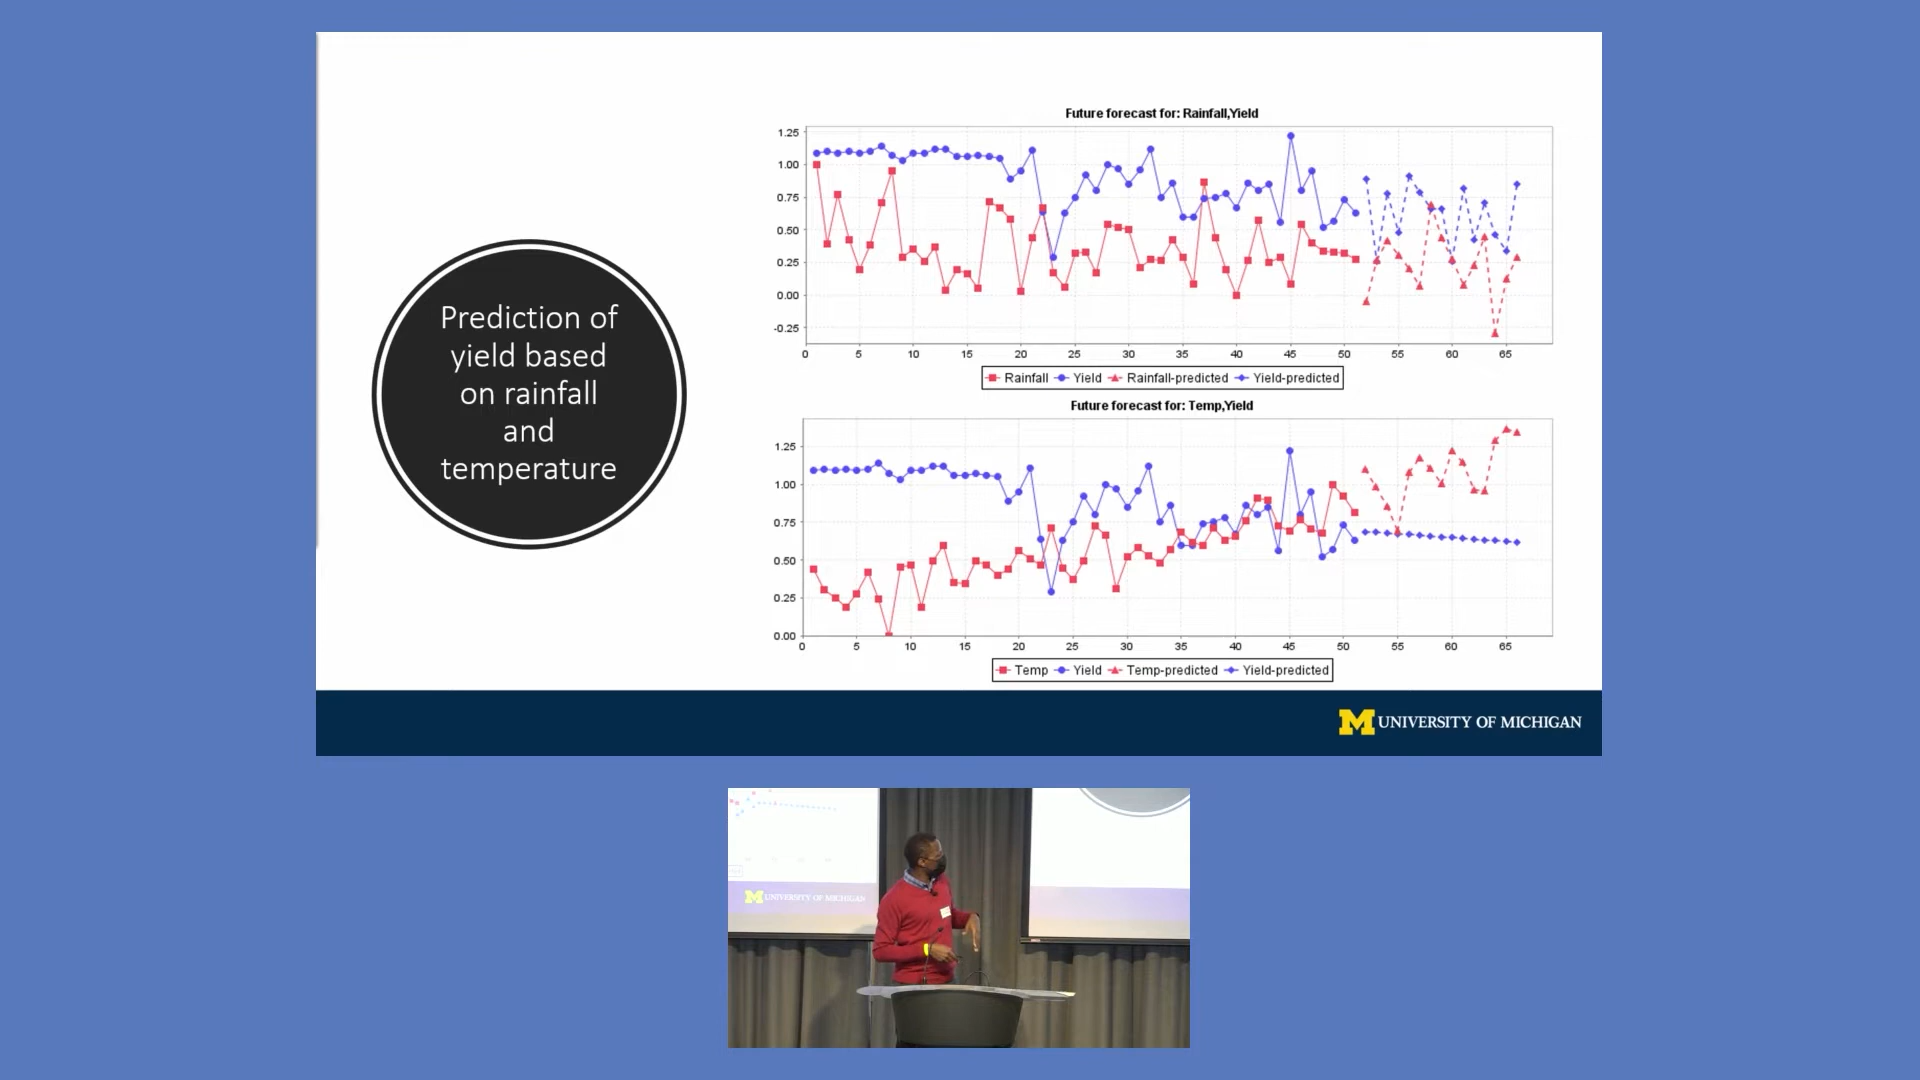 Prediction of
yield based
on rainfall
and
temperature
Future forecast for: Rainfall,Yield
1.25
1.00
0.75
0.50
0.25
0.00
-0.25
0 5 10 15 20 25 30 35 40 45 50 55 60 65
Rainfall Yield Rainfall-predicted Yield-predicted
Future forecast for: Temp,Yield
1.25
1.00
0.75
0.50
0.25
0.00
0 5 10 15 20 25 30 35 40 45 50 55 60 65
Temp Yield Temp-predicted Yield-predicted
M UNIVERSITY OF MICHIGAN
M UNIVERSITY OF MICHIGAN